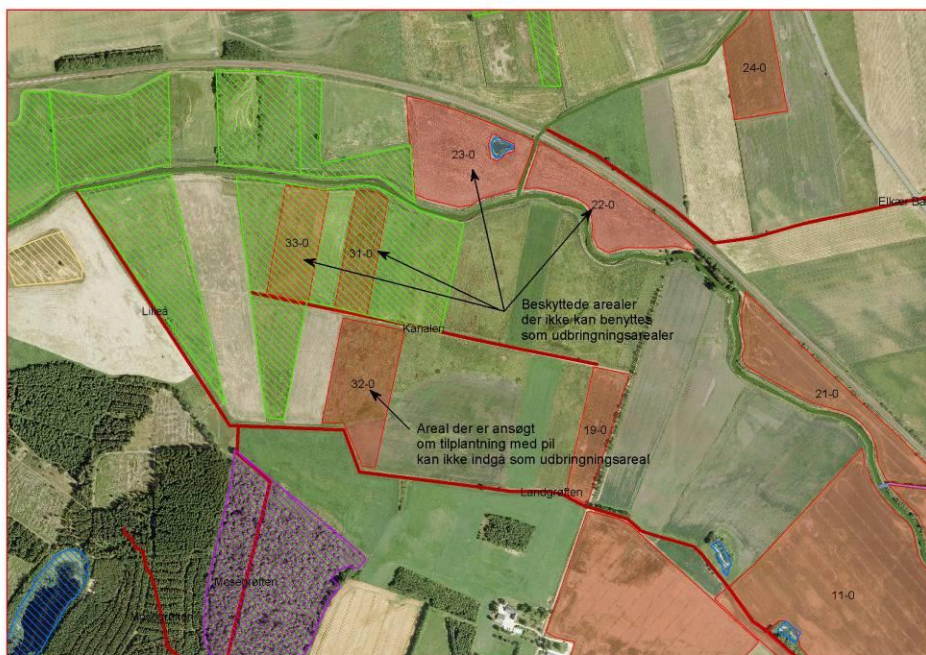 24-0
23-0
22-0
Elkær Bæ
33-0
31-0
Beskyttede arealer
der ikke kan benyttes
som udbringningsarealer
Lilleå
Kanalen
32-0
21-0
Areal der er ansøgt
om tilplantning med pil
kan ikke indgå som udbringningsareal
19-0
Landgrøften
Mosegrøften
11-0
Mosegrøften